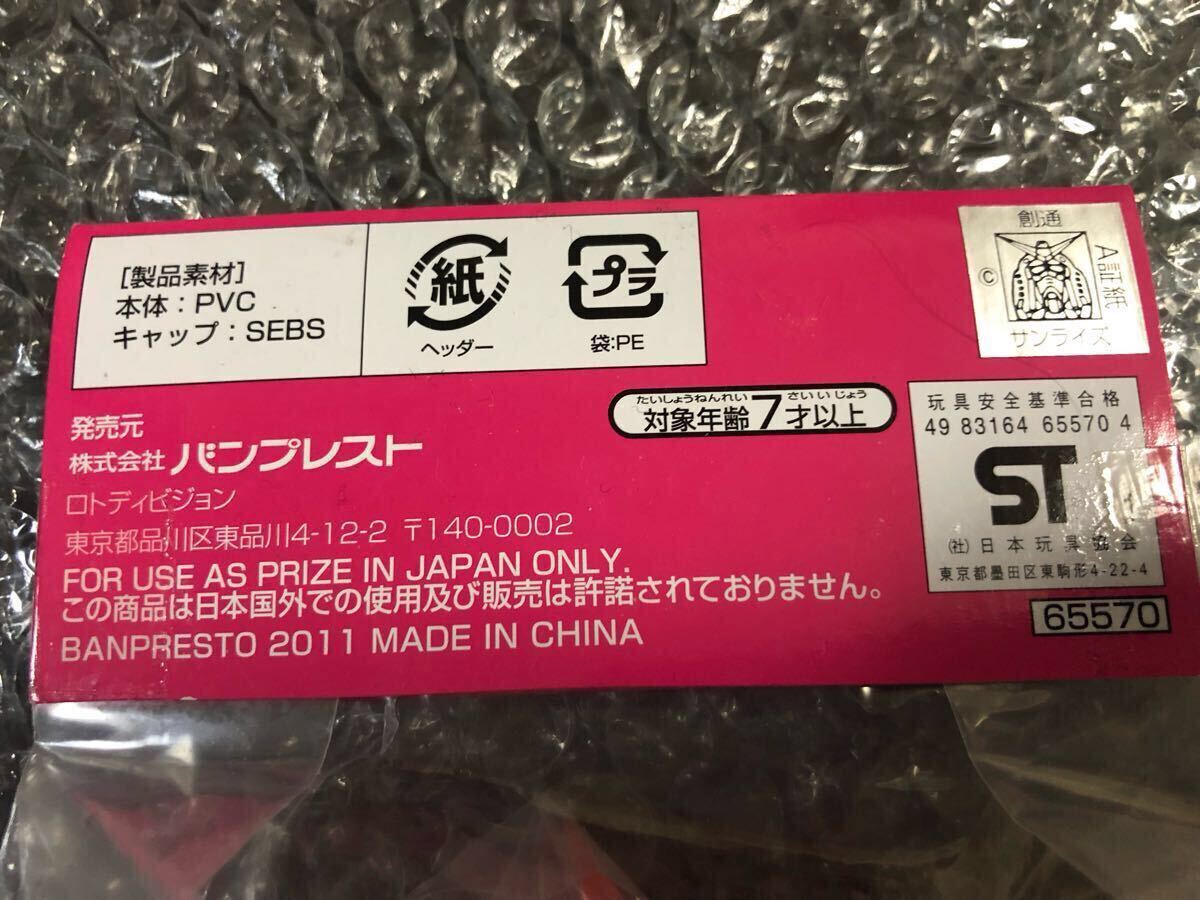 [製品素材]
本体：PVC
キャップ：SEBS
紙
ヘッダー
プラ
袋:PE
創通
©
A証紙
サンライズ
たいしょうねんれい さいいじょう
対象年齢7才以上
発売元
株式会社 バンプレスト
ロトディビジョン
東京都品川区東品川4-12-2 〒140-0002
FOR USE AS PRIZE IN JAPAN ONLY.
この商品は日本国外での使用及び販売は許諾されておりません。
BANPRESTO 2011 MADE IN CHINA
玩具安全基準合格
49 83164 65570 4
ST
(社)日本玩具協会
東京都墨田区東駒形4-22-4
65570